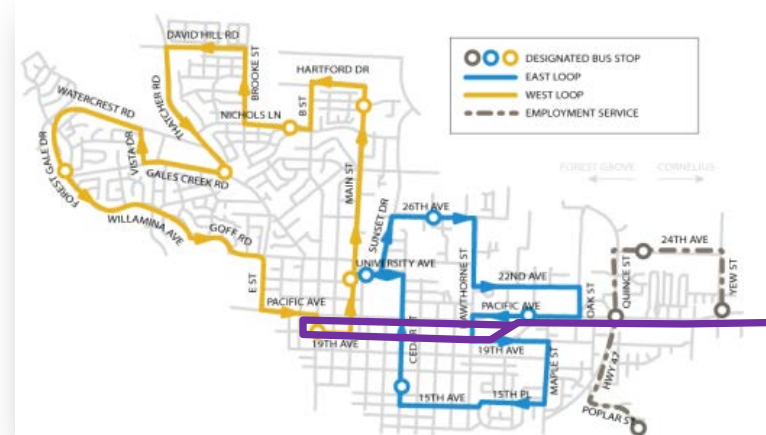 DAVID HILL RD
BROOKE ST
HARTFORD DR
THATCHER RD
WATERCREST RD
NICHOLS LN
B ST
VISTA DR
FOREST GALE DR
GALES CREEK RD
WILLAMINA AVE
GOFF RD
MAIN ST
E ST
PACIFIC AVE
19TH AVE
SUNSET DR
26TH AVE
UNIVERSITY AVE
AWTHORNE ST
22ND AVE
PACIFIC AVE
OAK ST
19TH AVE
MAPLE ST
15TH AVE
15TH PL
DESIGNATED BUS STOP
EAST LOOP
WEST LOOP
EMPLOYMENT SERVICE
FOREST GROVE
CORNELIUS
24TH AVE
QUINCE ST
YEW ST
HWY 47
POPLAR ST